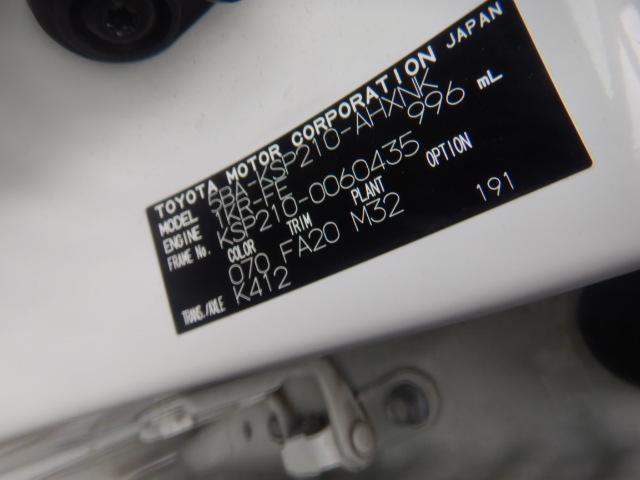 TOYOTA MOTOR CORPORATION JAPAN
MODEL 5BA-KSP210-AHXNK
ENGINE 1KR-FE 996 mL
FRAME No. KSP210-0060435
COLOR TRIM PLANT OPTION
070 FA20 M32 191
TRANS./AXLE K412